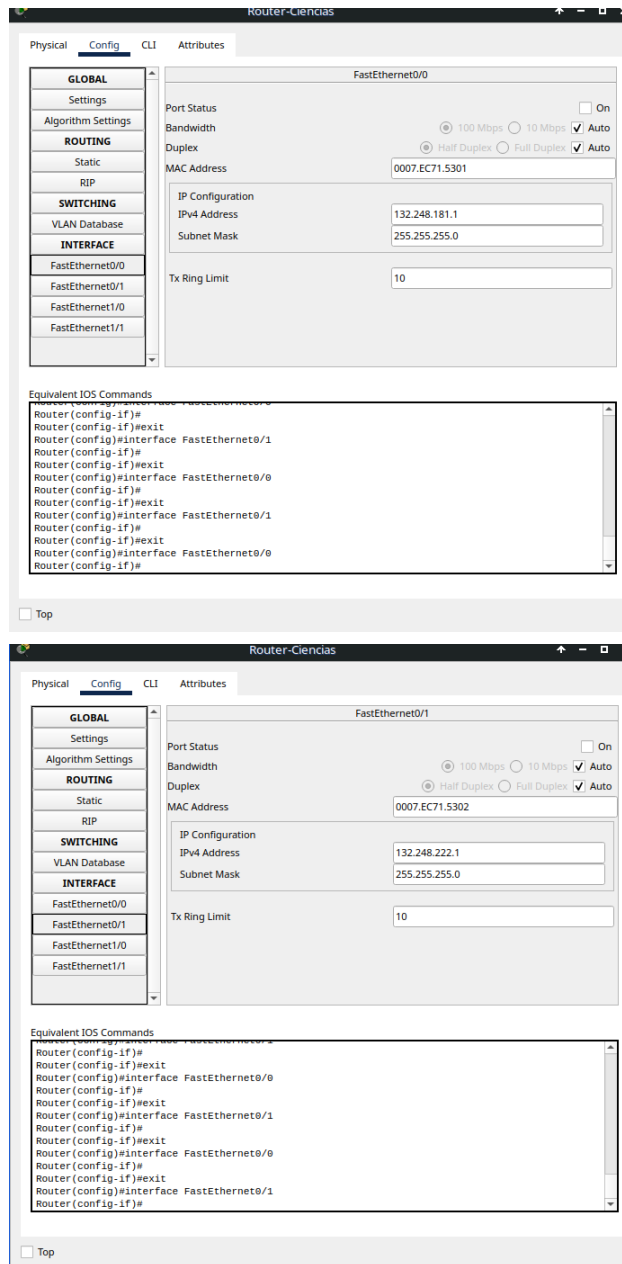 Router-Ciencias
Physical Config CLI Attributes
GLOBAL
Settings
Algorithm Settings
ROUTING
Static
RIP
SWITCHING
VLAN Database
INTERFACE
FastEthernet0/0
FastEthernet0/1
FastEthernet1/0
FastEthernet1/1
FastEthernet0/0
Port Status On
Bandwidth 100 Mbps 10 Mbps Auto
Duplex Half Duplex Full Duplex Auto
MAC Address 0007.EC71.5301
IP Configuration
IPv4 Address 132.248.181.1
Subnet Mask 255.255.255.0
Tx Ring Limit 10
Equivalent IOS Commands
Router(config)#interface FastEthernet0/0
Router(config-if)#
Router(config-if)#exit
Router(config)#interface FastEthernet0/1
Router(config-if)#
Router(config-if)#exit
Router(config)#interface FastEthernet0/0
Router(config-if)#
Router(config-if)#exit
Router(config)#interface FastEthernet0/1
Router(config-if)#
Router(config-if)#exit
Router(config)#interface FastEthernet0/0
Router(config-if)#
Top
Router-Ciencias
Physical Config CLI Attributes
GLOBAL
Settings
Algorithm Settings
ROUTING
Static
RIP
SWITCHING
VLAN Database
INTERFACE
FastEthernet0/0
FastEthernet0/1
FastEthernet1/0
FastEthernet1/1
FastEthernet0/1
Port Status On
Bandwidth 100 Mbps 10 Mbps Auto
Duplex Half Duplex Full Duplex Auto
MAC Address 0007.EC71.5302
IP Configuration
IPv4 Address 132.248.222.1
Subnet Mask 255.255.255.0
Tx Ring Limit 10
Equivalent IOS Commands
Router(config)#interface FastEthernet0/1
Router(config-if)#
Router(config-if)#exit
Router(config)#interface FastEthernet0/0
Router(config-if)#
Router(config-if)#exit
Router(config)#interface FastEthernet0/1
Router(config-if)#
Router(config-if)#exit
Router(config)#interface FastEthernet0/0
Router(config-if)#
Router(config-if)#exit
Router(config)#interface FastEthernet0/1
Router(config-if)#
Top